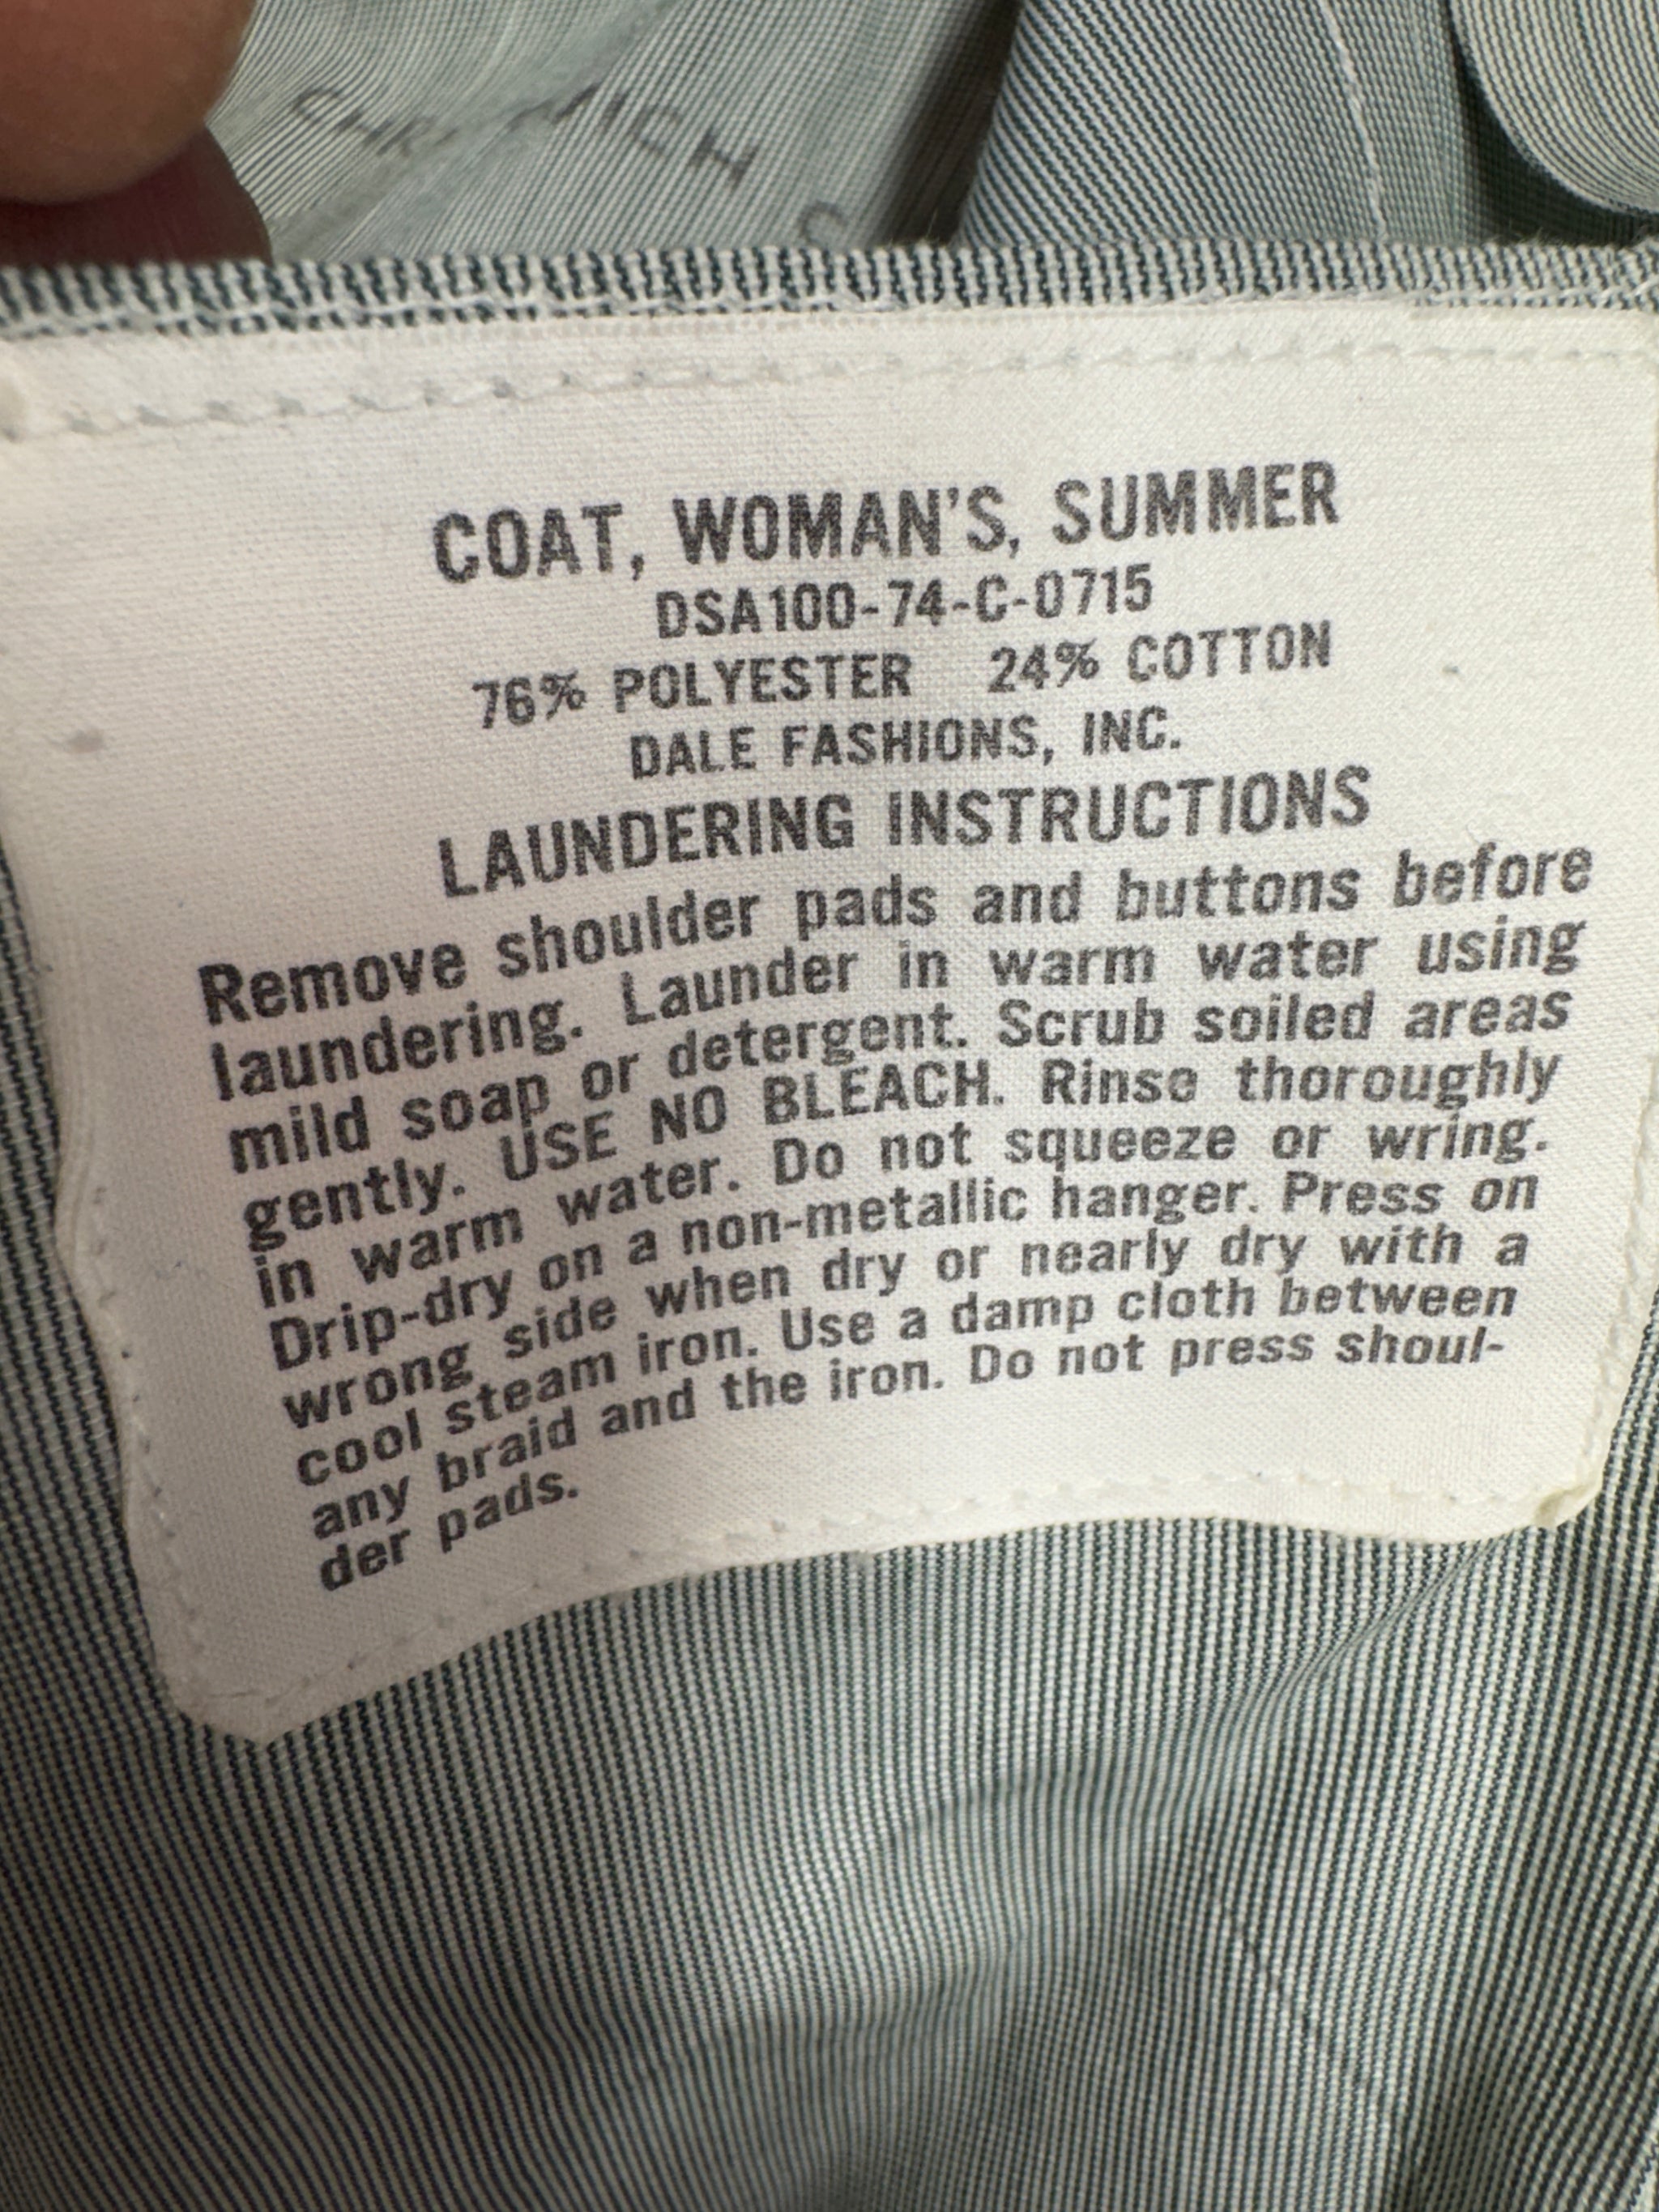 COAT, WOMAN'S, SUMMER
DSA100-74-C-0715
76% POLYESTER 24% COTTON
DALE FASHIONS, INC.
LAUNDERING INSTRUCTIONS
Remove shoulder pads and buttons before
laundering. Launder in warm water using
mild soap or detergent. Scrub soiled areas
gently. USE NO BLEACH. Rinse thoroughly
in warm water. Do not squeeze or wring.
Drip-dry on a non-metallic hanger. Press on
wrong side when dry or nearly dry with a
cool steam iron. Use a damp cloth between
any braid and the iron. Do not press shoul-
der pads.